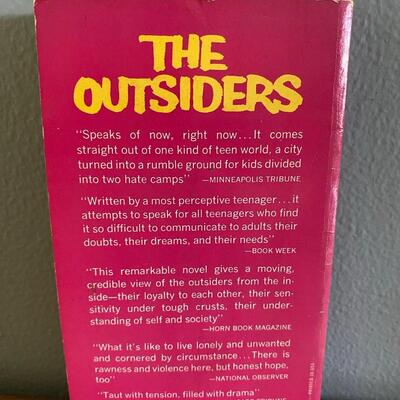 THE
OUTSIDERS
"Speaks of now, right now...It comes
straight out of one kind of teen world, a city
turned into a rumble ground for kids divided
into two hate camps" —MINNEAPOLIS TRIBUNE
"Written by a most perceptive teenager...it
attempts to speak for all teenagers who find
it so difficult to communicate to adults their
doubts, their dreams, and their needs"
—BOOK WEEK
"This remarkable novel gives a moving,
credible view of the outsiders from the in-
side—their loyalty to each other, their sen-
sitivity under tough crusts, their under-
standing of self and society"
—HORN BOOK MAGAZINE
"What it's like to live lonely and unwanted
and cornered by circumstance...There is
rawness and violence here, but honest hope,
too" —NATIONAL OBSERVER
"Taut with tension, filled with drama"